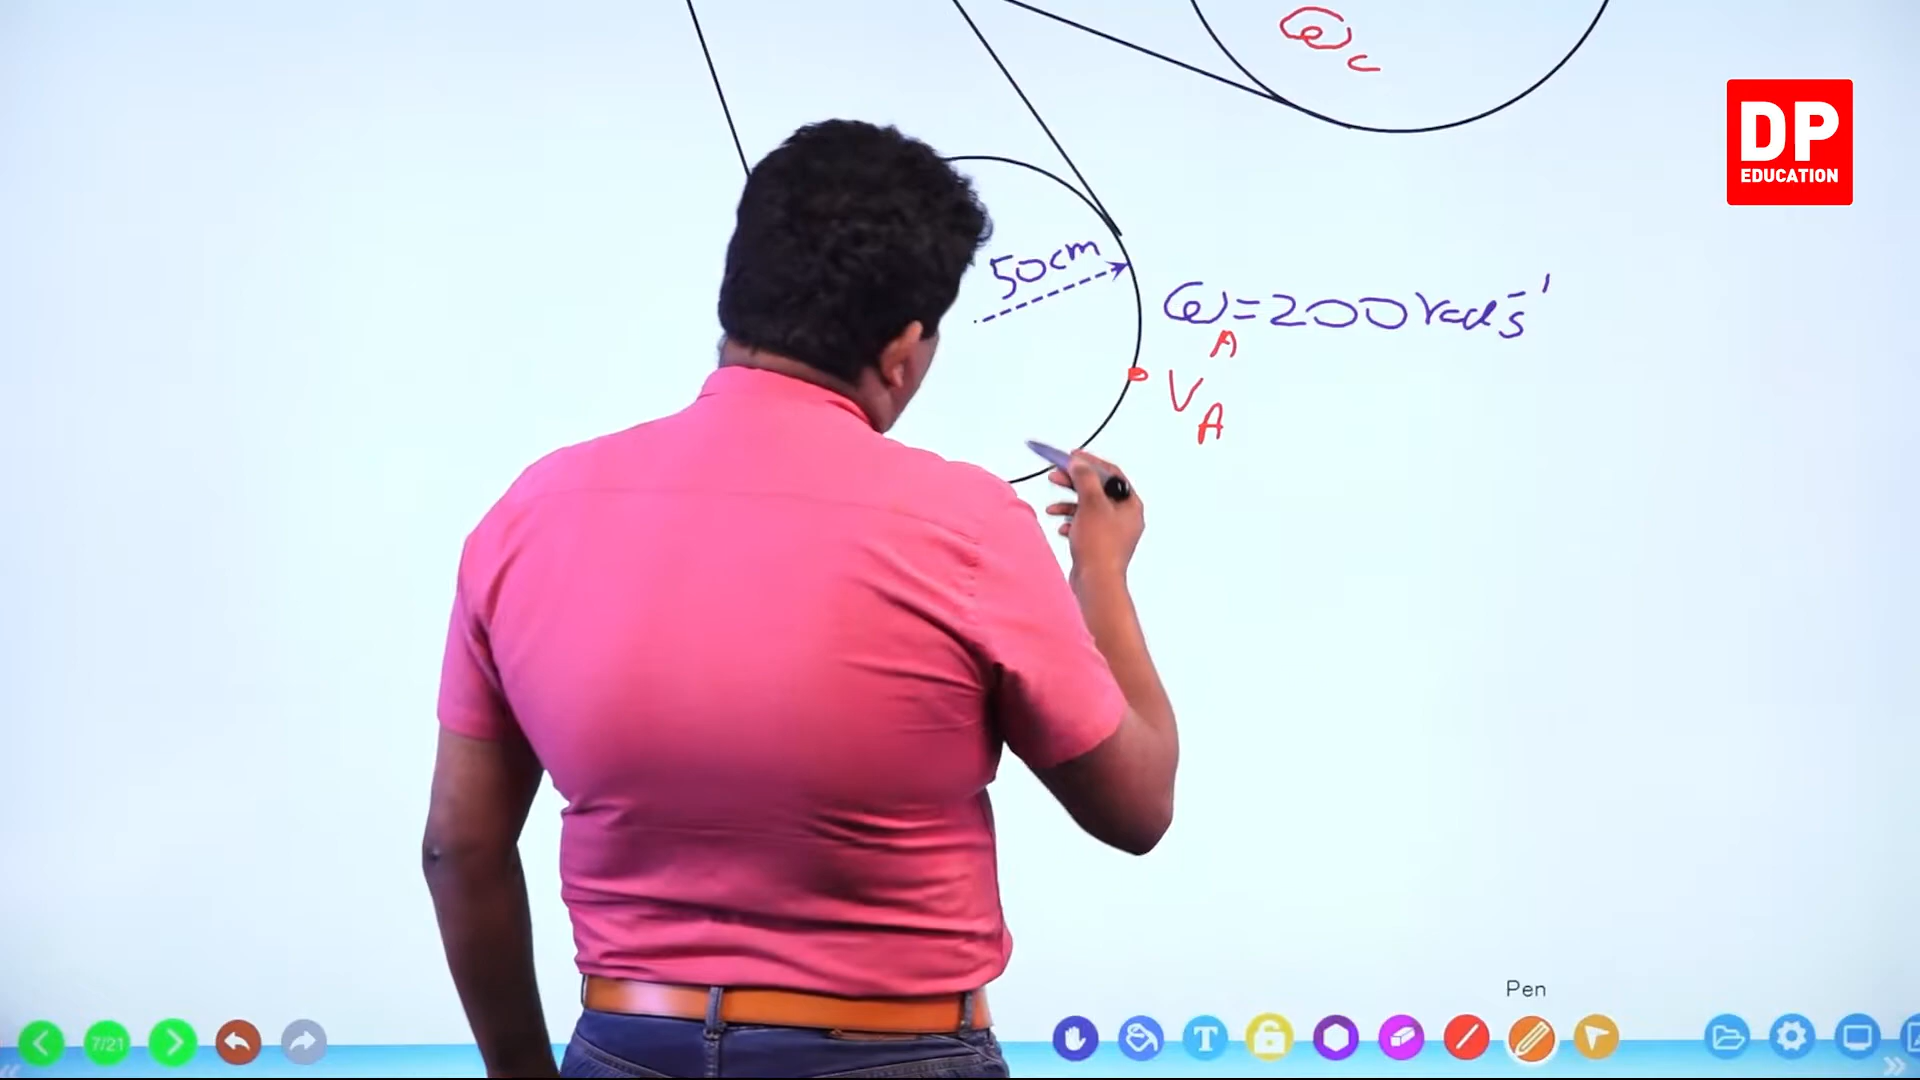 ω
c
DP
EDUCATION
50cm
ω = 200 rad s⁻¹
A
V
A
Pen
7/21
T